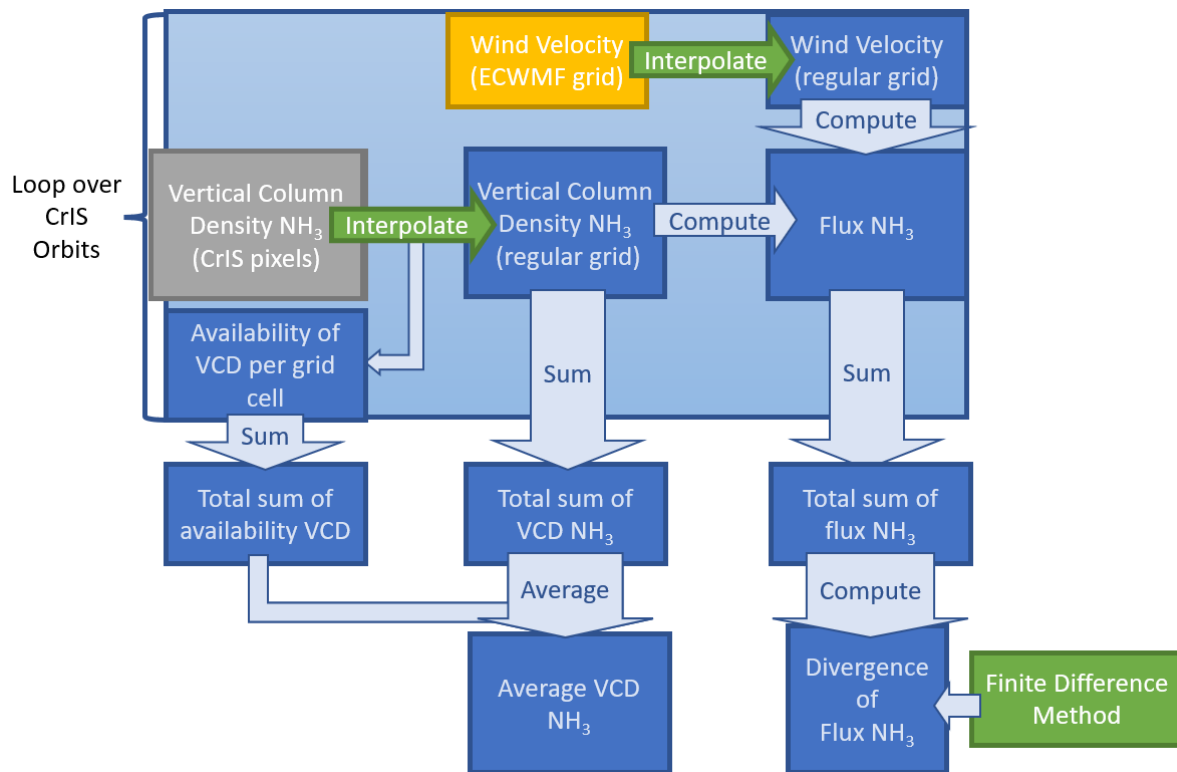 Wind Velocity
(ECWMF grid)
Interpolate
Wind Velocity
(regular grid)
Compute
Loop over
CrIS
Orbits
Vertical Column
Density NH₃
(CrIS pixels)
Interpolate
Vertical Column
Density NH₃
(regular grid)
Compute
Flux NH₃
Availability of
VCD per grid
cell
Sum
Sum
Sum
Total sum of
availability VCD
Total sum of
VCD NH₃
Total sum of
flux NH₃
Average
Compute
Average VCD
NH₃
Divergence
of
Flux NH₃
Finite Difference
Method